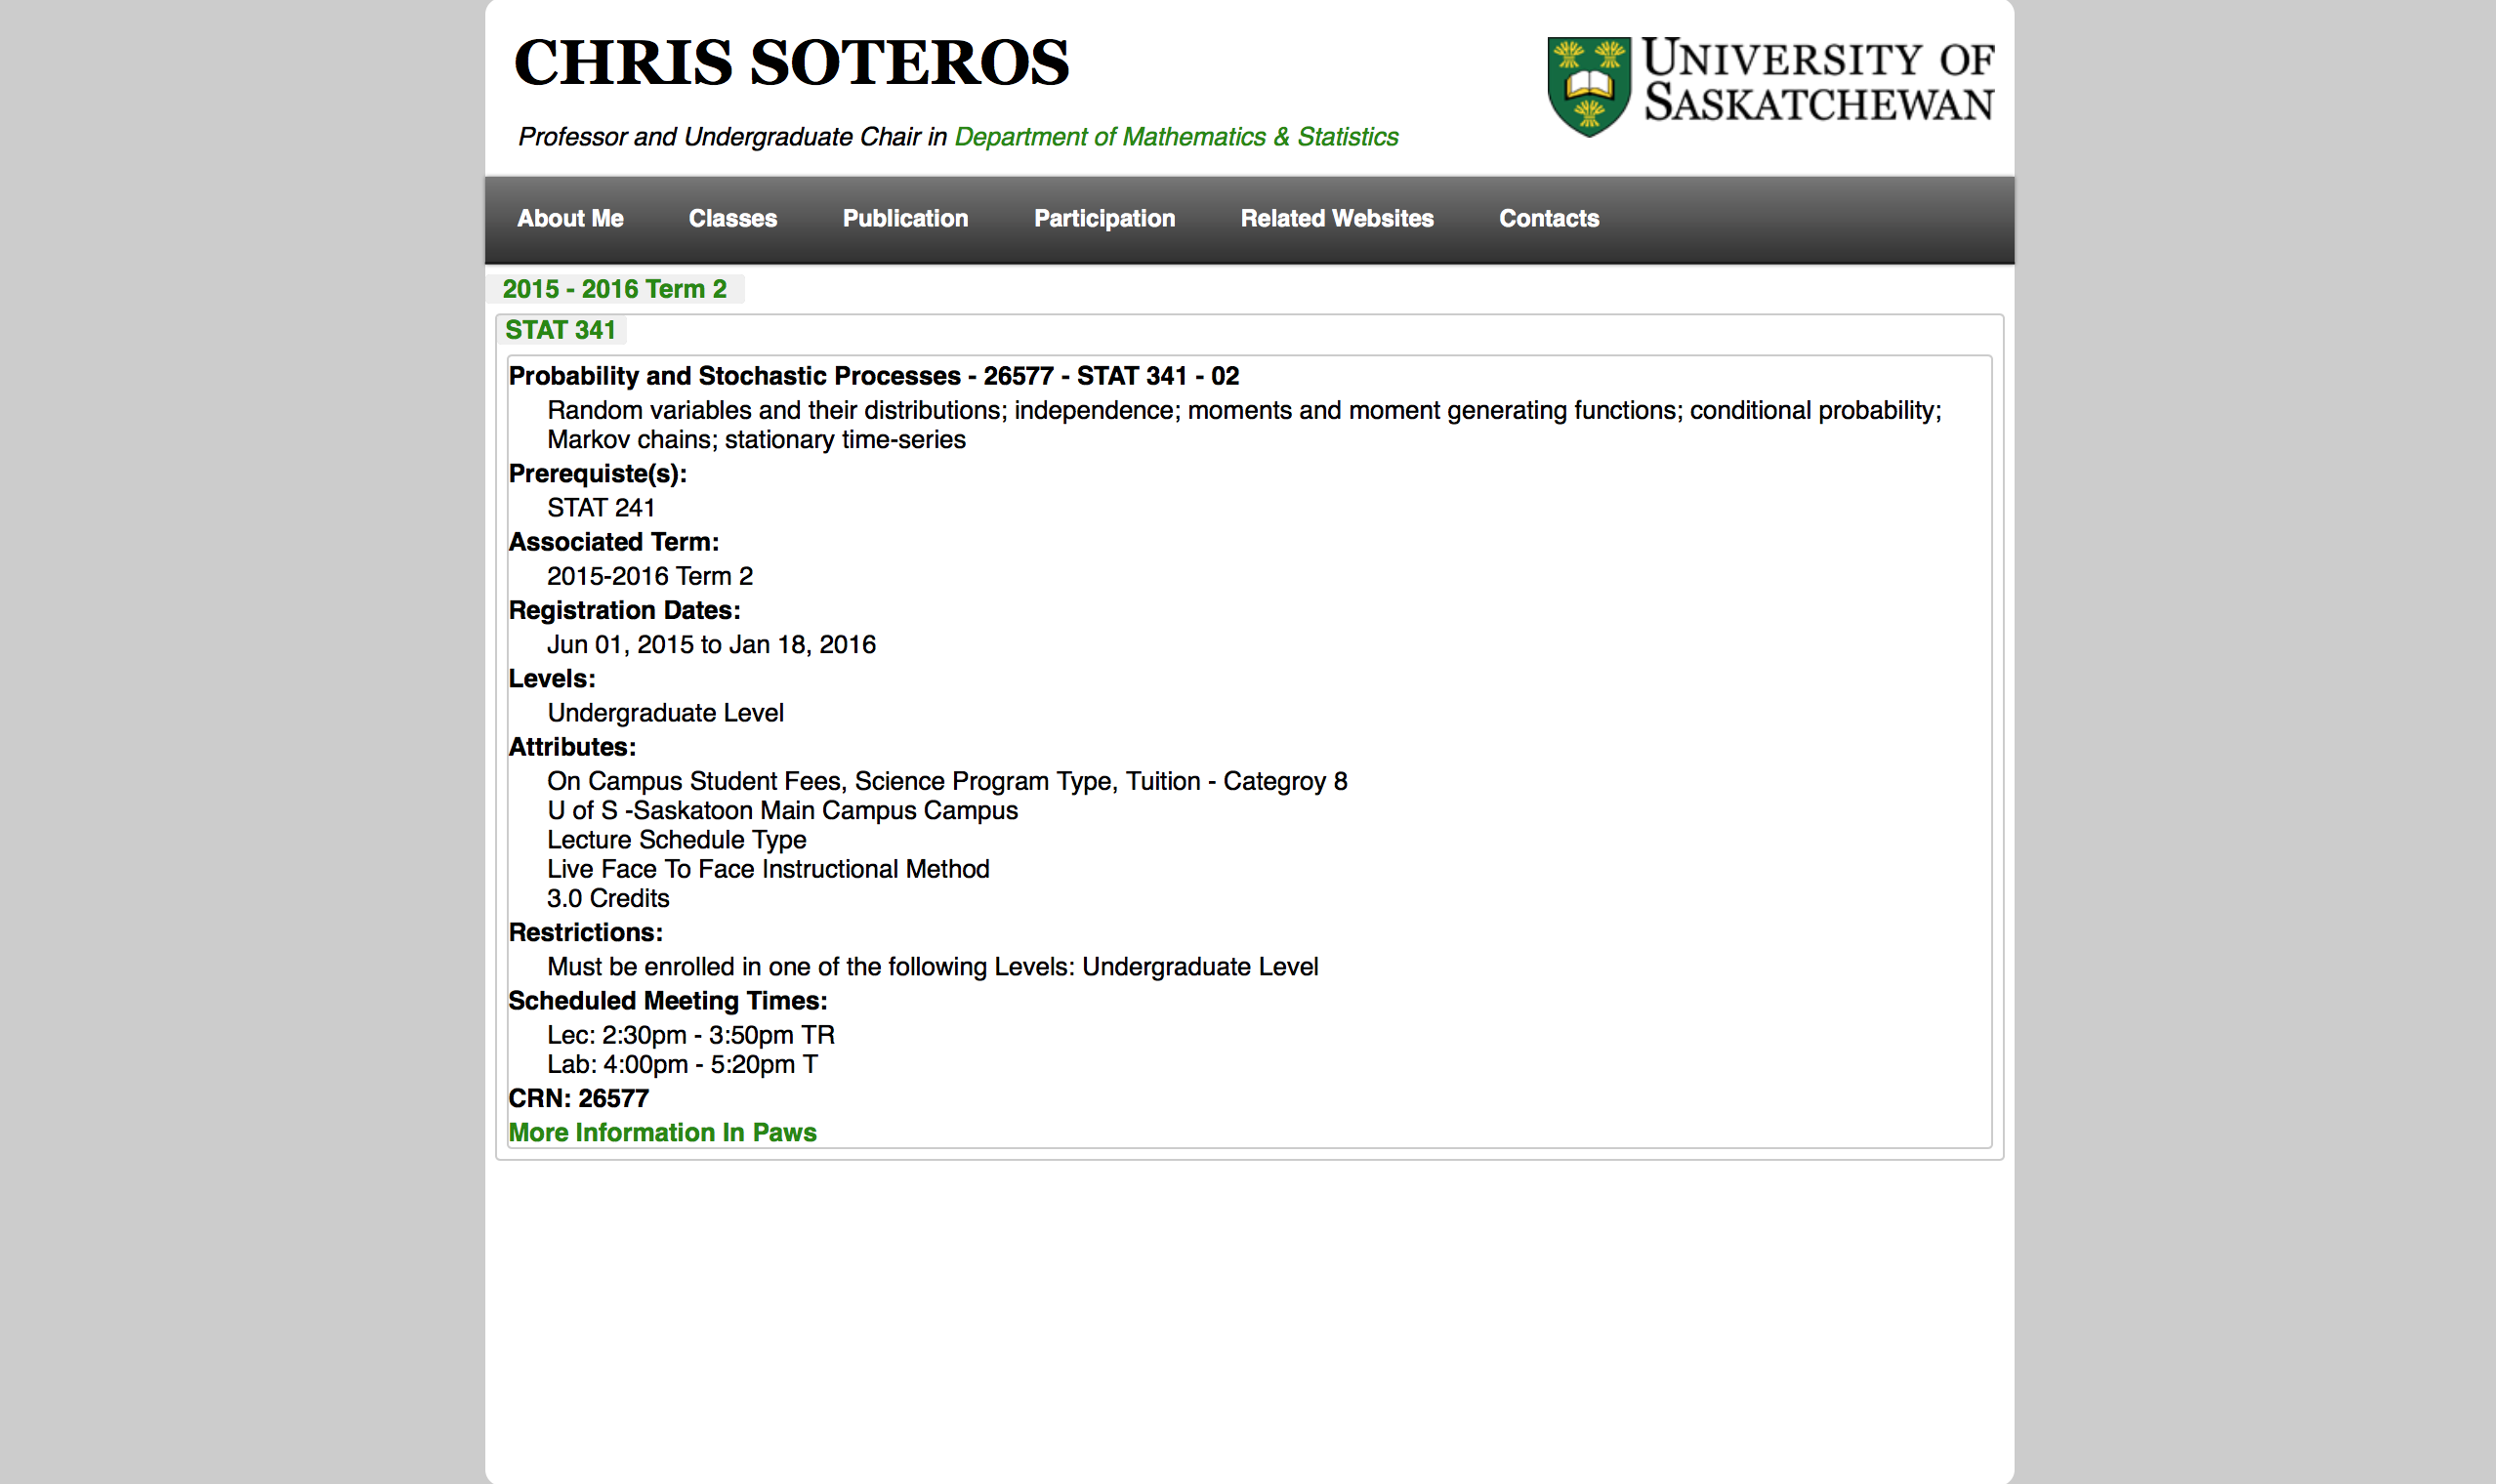 CHRIS SOTEROS
UNIVERSITY OF
SASKATCHEWAN
Professor and Undergraduate Chair in Department of Mathematics & Statistics
About Me Classes Publication Participation Related Websites Contacts
2015 - 2016 Term 2
STAT 341
Probability and Stochastic Processes - 26577 - STAT 341 - 02
Random variables and their distributions; independence; moments and moment generating functions; conditional probability;
Markov chains; stationary time-series
Prerequiste(s):
STAT 241
Associated Term:
2015-2016 Term 2
Registration Dates:
Jun 01, 2015 to Jan 18, 2016
Levels:
Undergraduate Level
Attributes:
On Campus Student Fees, Science Program Type, Tuition - Categroy 8
U of S -Saskatoon Main Campus Campus
Lecture Schedule Type
Live Face To Face Instructional Method
3.0 Credits
Restrictions:
Must be enrolled in one of the following Levels: Undergraduate Level
Scheduled Meeting Times:
Lec: 2:30pm - 3:50pm TR
Lab: 4:00pm - 5:20pm T
CRN: 26577
More Information In Paws